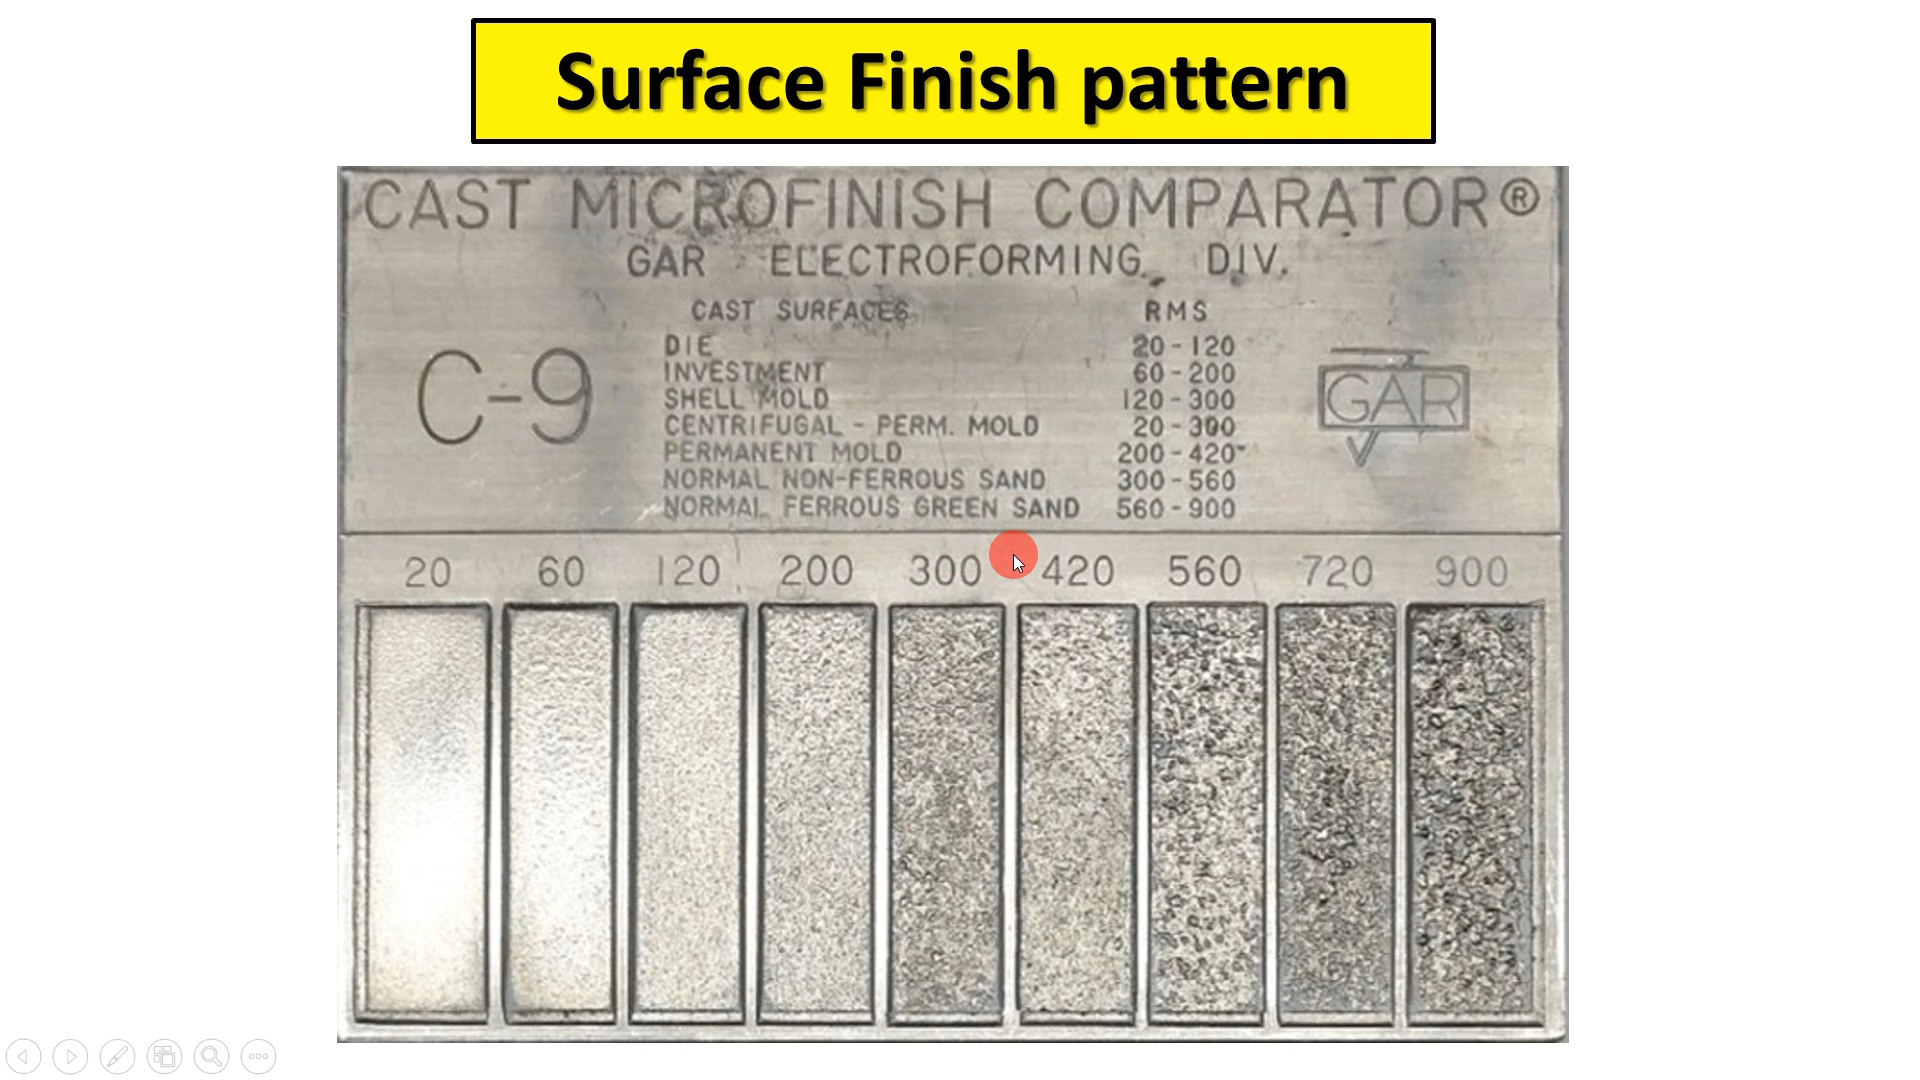 Surface Finish pattern
CAST MICROFINISH COMPARATOR®
GAR ELECTROFORMING DIV.
CAST SURFACES RMS
C-9
DIE 20-120
INVESTMENT 60-200
SHELL MOLD 120-300
CENTRIFUGAL - PERM. MOLD 20-300
PERMANENT MOLD 200-420
NORMAL NON-FERROUS SAND 300-560
NORMAL FERROUS GREEN SAND 560-900
GAR
20 60 120 200 300 420 560 720 900